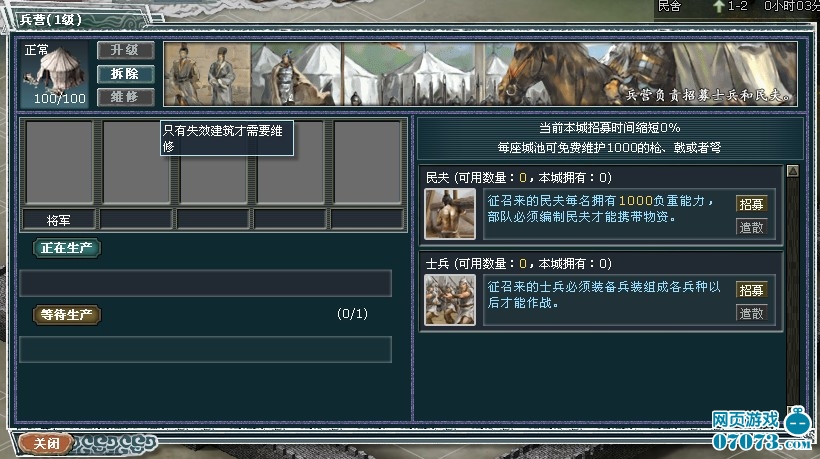 民舍 1-2 0小时03分
兵营(1级)
正常
100/100
升级
拆除
维修
兵营负责招募士兵和民夫。
只有失效建筑才需要维
修
将军
正在生产
等待生产 (0/1)
当前本城招募时间缩短0%
每座城池可免费维护1000的枪、戟或者弩
民夫 (可用数量：0，本城拥有：0)
征召来的民夫每名拥有1000负重能力，
部队必须编制民夫才能携带物资。
招募
遣散
士兵 (可用数量：0，本城拥有：0)
征召来的士兵必须装备兵装组成各兵种以
后才能作战。
招募
遣散
关闭
网页游戏
07073.COM